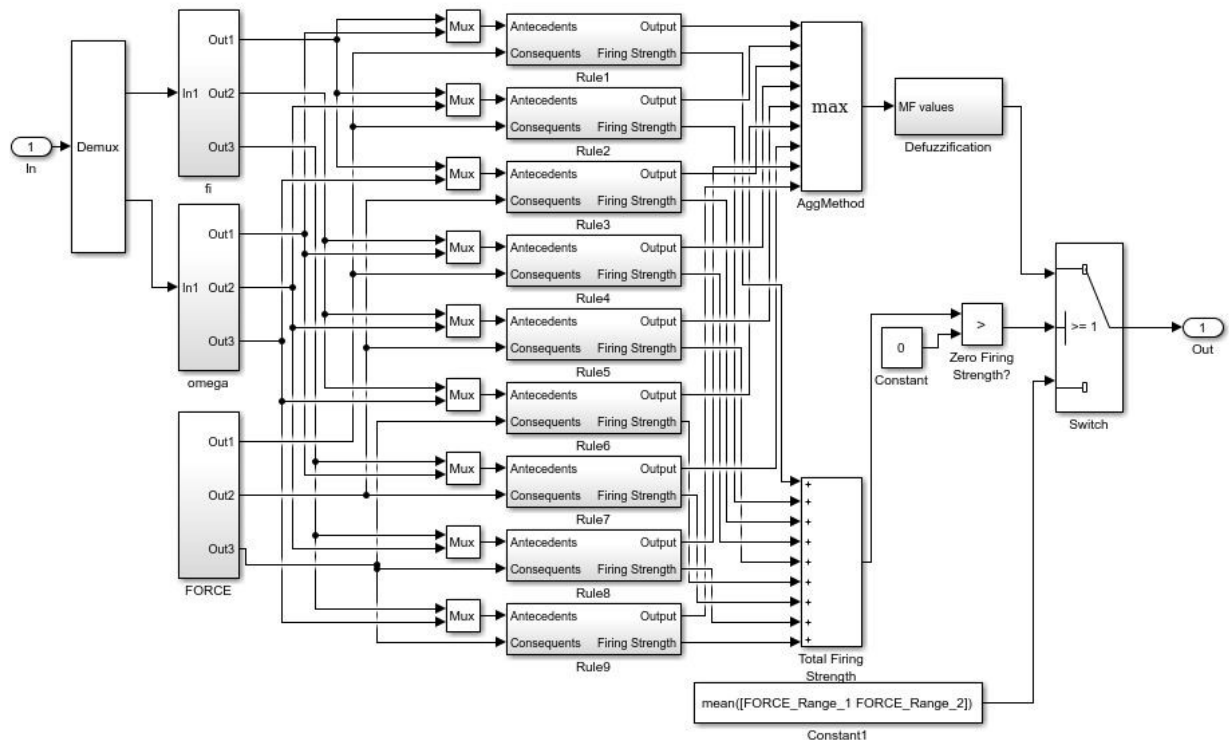 1
In
Demux
In1
Out1
Out2
Out3
fi
In1
Out1
Out2
Out3
omega
Out1
Out2
Out3
FORCE
Mux
Antecedents
Output
Consequents
Firing Strength
Rule1
Mux
Antecedents
Output
Consequents
Firing Strength
Rule2
Mux
Antecedents
Output
Consequents
Firing Strength
Rule3
Mux
Antecedents
Output
Consequents
Firing Strength
Rule4
Mux
Antecedents
Output
Consequents
Firing Strength
Rule5
Mux
Antecedents
Output
Consequents
Firing Strength
Rule6
Mux
Antecedents
Output
Consequents
Firing Strength
Rule7
Mux
Antecedents
Output
Consequents
Firing Strength
Rule8
Mux
Antecedents
Output
Consequents
Firing Strength
Rule9
max
AggMethod
MF values
Defuzzification
+
+
+
+
+
+
+
+
+
Total Firing
Strength
0
Constant
>
Zero Firing
Strength?
>= 1
Switch
1
Out
mean([FORCE_Range_1 FORCE_Range_2])
Constant1